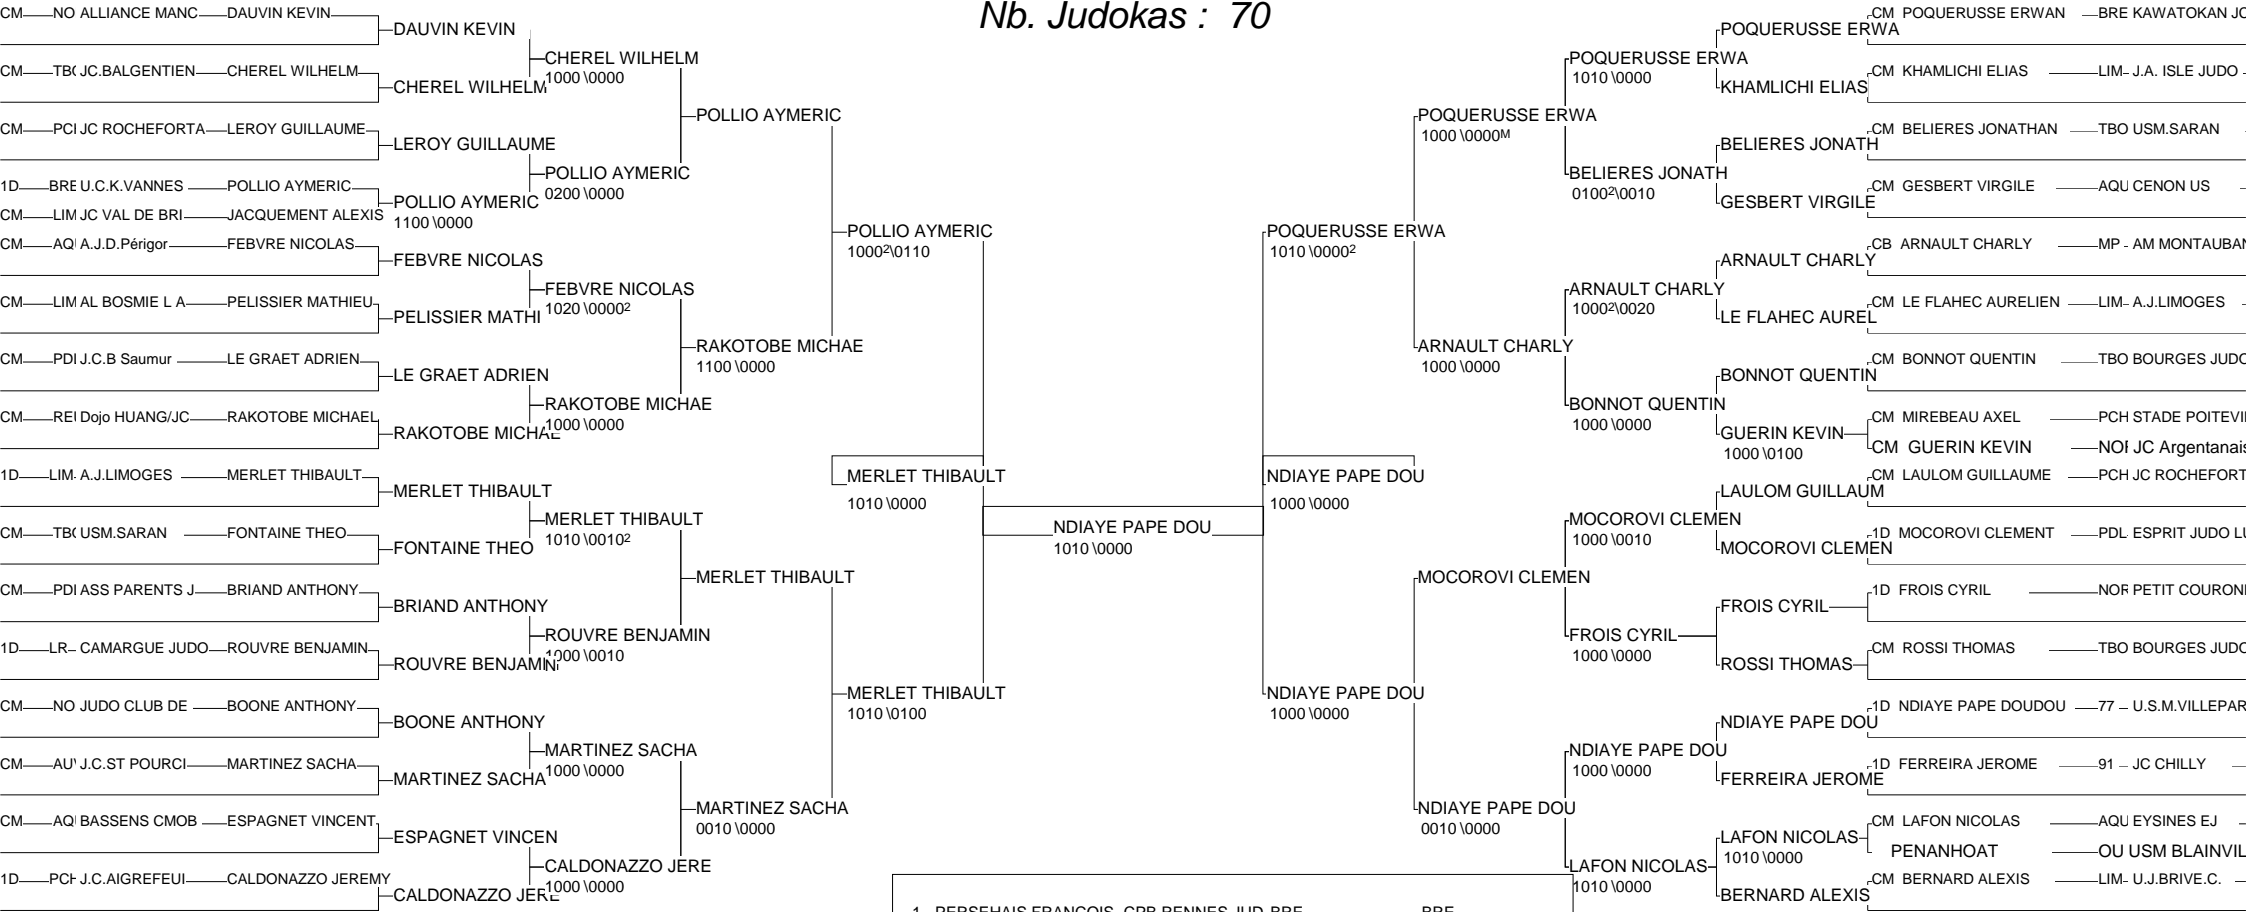 Nb. Judokas : 70
CM NO ALLIANCE MANC DAUVIN KEVIN
CM TB( JC.BALGENTIEN CHEREL WILHELM
CM PCI JC ROCHEFORTA LEROY GUILLAUME
1D BRE U.C.K.VANNES POLLIO AYMERIC
CM LIM JC VAL DE BRI JACQUEMENT ALEXIS
CM AQI A.J.D.Périgor FEBVRE NICOLAS
CM LIM AL BOSMIE L A PELISSIER MATHIEU
CM PDI J.C.B Saumur LE GRAET ADRIEN
CM REI Dojo HUANG/JC RAKOTOBE MICHAEL
1D LIM- A.J.LIMOGES MERLET THIBAULT
CM TB( USM.SARAN FONTAINE THEO
CM PDI ASS PARENTS J BRIAND ANTHONY
1D LR- CAMARGUE JUDO ROUVRE BENJAMIN
CM NO JUDO CLUB DE BOONE ANTHONY
CM AU\ J.C.ST POURCI MARTINEZ SACHA
CM AQI BASSENS CMOB ESPAGNET VINCENT
1D PCH J.C.AIGREFEUI CALDONAZZO JEREMY
DAUVIN KEVIN
CHEREL WILHELM
LEROY GUILLAUME
POLLIO AYMERIC
1100 \0000
FEBVRE NICOLAS
PELISSIER MATHI
LE GRAET ADRIEN
RAKOTOBE MICHAE
MERLET THIBAULT
FONTAINE THEO
BRIAND ANTHONY
ROUVRE BENJAMIN
BOONE ANTHONY
MARTINEZ SACHA
ESPAGNET VINCEN
CALDONAZZO JERE
CHEREL WILHELM
1000 \0000
POLLIO AYMERIC
0200 \0000
FEBVRE NICOLAS
1020 \0000²
RAKOTOBE MICHAE
1000 \0000
MERLET THIBAULT
1010 \0010²
ROUVRE BENJAMIN
1000 \0010
MARTINEZ SACHA
1000 \0000
CALDONAZZO JERE
1000 \0000
POLLIO AYMERIC
RAKOTOBE MICHAE
1100 \0000
MERLET THIBAULT
MARTINEZ SACHA
0010 \0000
POLLIO AYMERIC
1000²\0110
MERLET THIBAULT
1010 \0000
MERLET THIBAULT
1010 \0100
NDIAYE PAPE DOU
1010 \0000
POQUERUSSE ERWA
1010 \0000²
NDIAYE PAPE DOU
1000 \0000
NDIAYE PAPE DOU
1000 \0000
POQUERUSSE ERWA
1000 \0000M
ARNAULT CHARLY
1000 \0000
MOCOROVI CLEMEN
NDIAYE PAPE DOU
0010 \0000
POQUERUSSE ERWA
1010 \0000
BELIERES JONATH
0100²\0010
ARNAULT CHARLY
1000²\0020
BONNOT QUENTIN
1000 \0000
MOCOROVI CLEMEN
1000 \0010
FROIS CYRIL
1000 \0000
NDIAYE PAPE DOU
1000 \0000
LAFON NICOLAS
1010 \0000
POQUERUSSE ERWA
KHAMLICHI ELIAS
BELIERES JONATH
GESBERT VIRGILE
ARNAULT CHARLY
LE FLAHEC AUREL
BONNOT QUENTIN
GUERIN KEVIN
1000 \0100
LAULOM GUILLAUM
MOCOROVI CLEMEN
FROIS CYRIL
ROSSI THOMAS
NDIAYE PAPE DOU
FERREIRA JEROME
LAFON NICOLAS
1010 \0000
BERNARD ALEXIS
CM POQUERUSSE ERWAN BRE KAWATOKAN JC
CM KHAMLICHI ELIAS LIM- J.A. ISLE JUDO
CM BELIERES JONATHAN TBO USM.SARAN
CM GESBERT VIRGILE AQU CENON US
CB ARNAULT CHARLY MP - AM MONTAUBAN
CM LE FLAHEC AURELIEN LIM- A.J.LIMOGES
CM BONNOT QUENTIN TBO BOURGES JUDO
CM MIREBEAU AXEL PCH STADE POITEVI
CM GUERIN KEVIN NOI JC Argentanais
CM LAULOM GUILLAUME PCH JC ROCHEFORT
1D MOCOROVI CLEMENT PDL ESPRIT JUDO LU
1D FROIS CYRIL NOR PETIT COURON
CM ROSSI THOMAS TBO BOURGES JUDO
1D NDIAYE PAPE DOUDOU 77 - U.S.M.VILLEPAR
1D FERREIRA JEROME 91 - JC CHILLY
CM LAFON NICOLAS AQU EYSINES EJ
PENANHOAT OU USM BLAINVIL
CM BERNARD ALEXIS LIM- U.J.BRIVE.C.
1 PERSEHAIS FRANCOIS CPB RENNES JUD BRE BRE